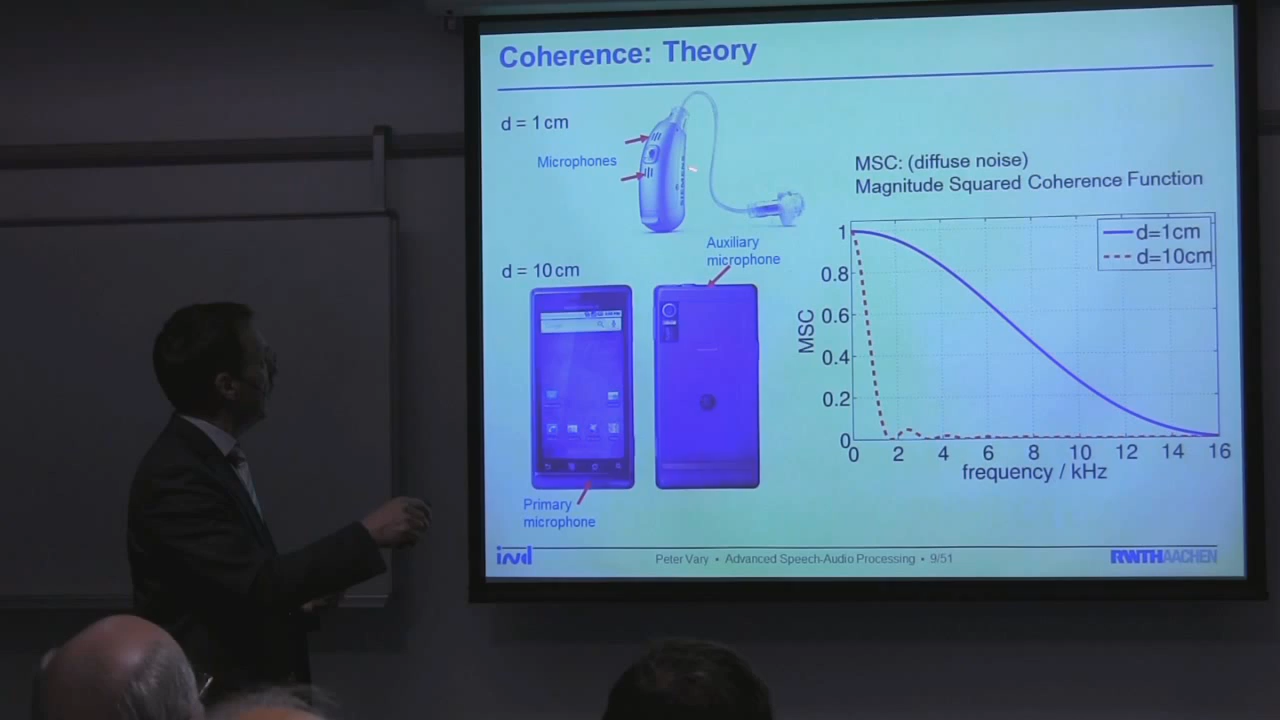 Coherence: Theory
d = 1 cm
Microphones
Auxiliary
microphone
d = 10 cm
Primary
microphone
MSC: (diffuse noise)
Magnitude Squared Coherence Function
d=1cm
d=10cm
MSC
1
0.8
0.6
0.4
0.2
0
0 2 4 6 8 10 12 14 16
frequency / kHz
ind
Peter Vary • Advanced Speech-Audio Processing • 9/51
RWTHAACHEN